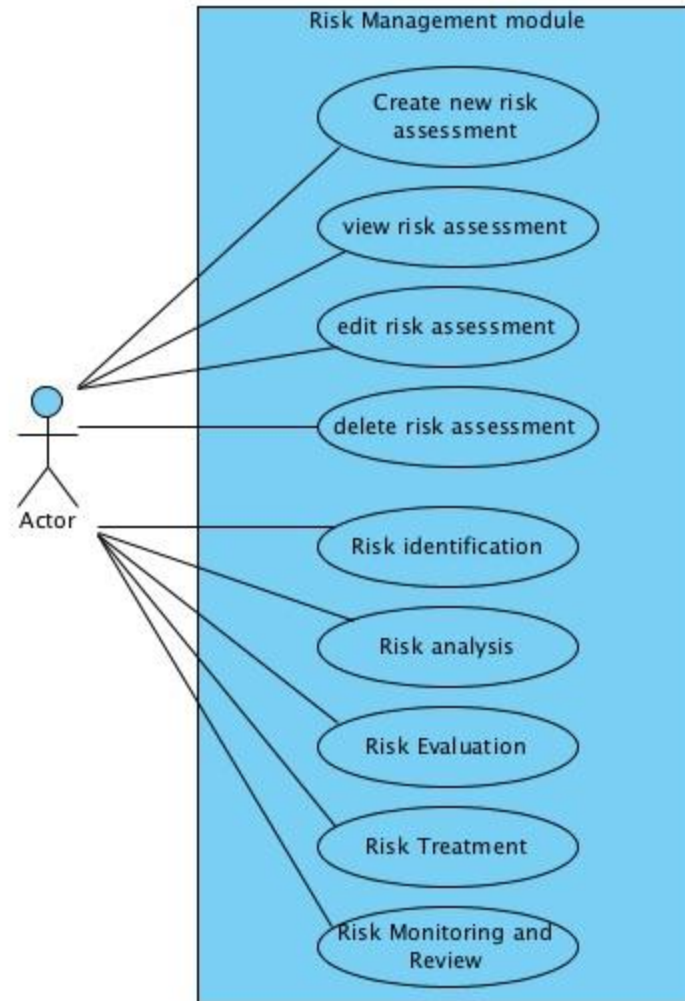 Risk Management module
Create new risk
assessment
view risk assessment
edit risk assessment
delete risk assessment
Actor
Risk identification
Risk analysis
Risk Evaluation
Risk Treatment
Risk Monitoring and
Review